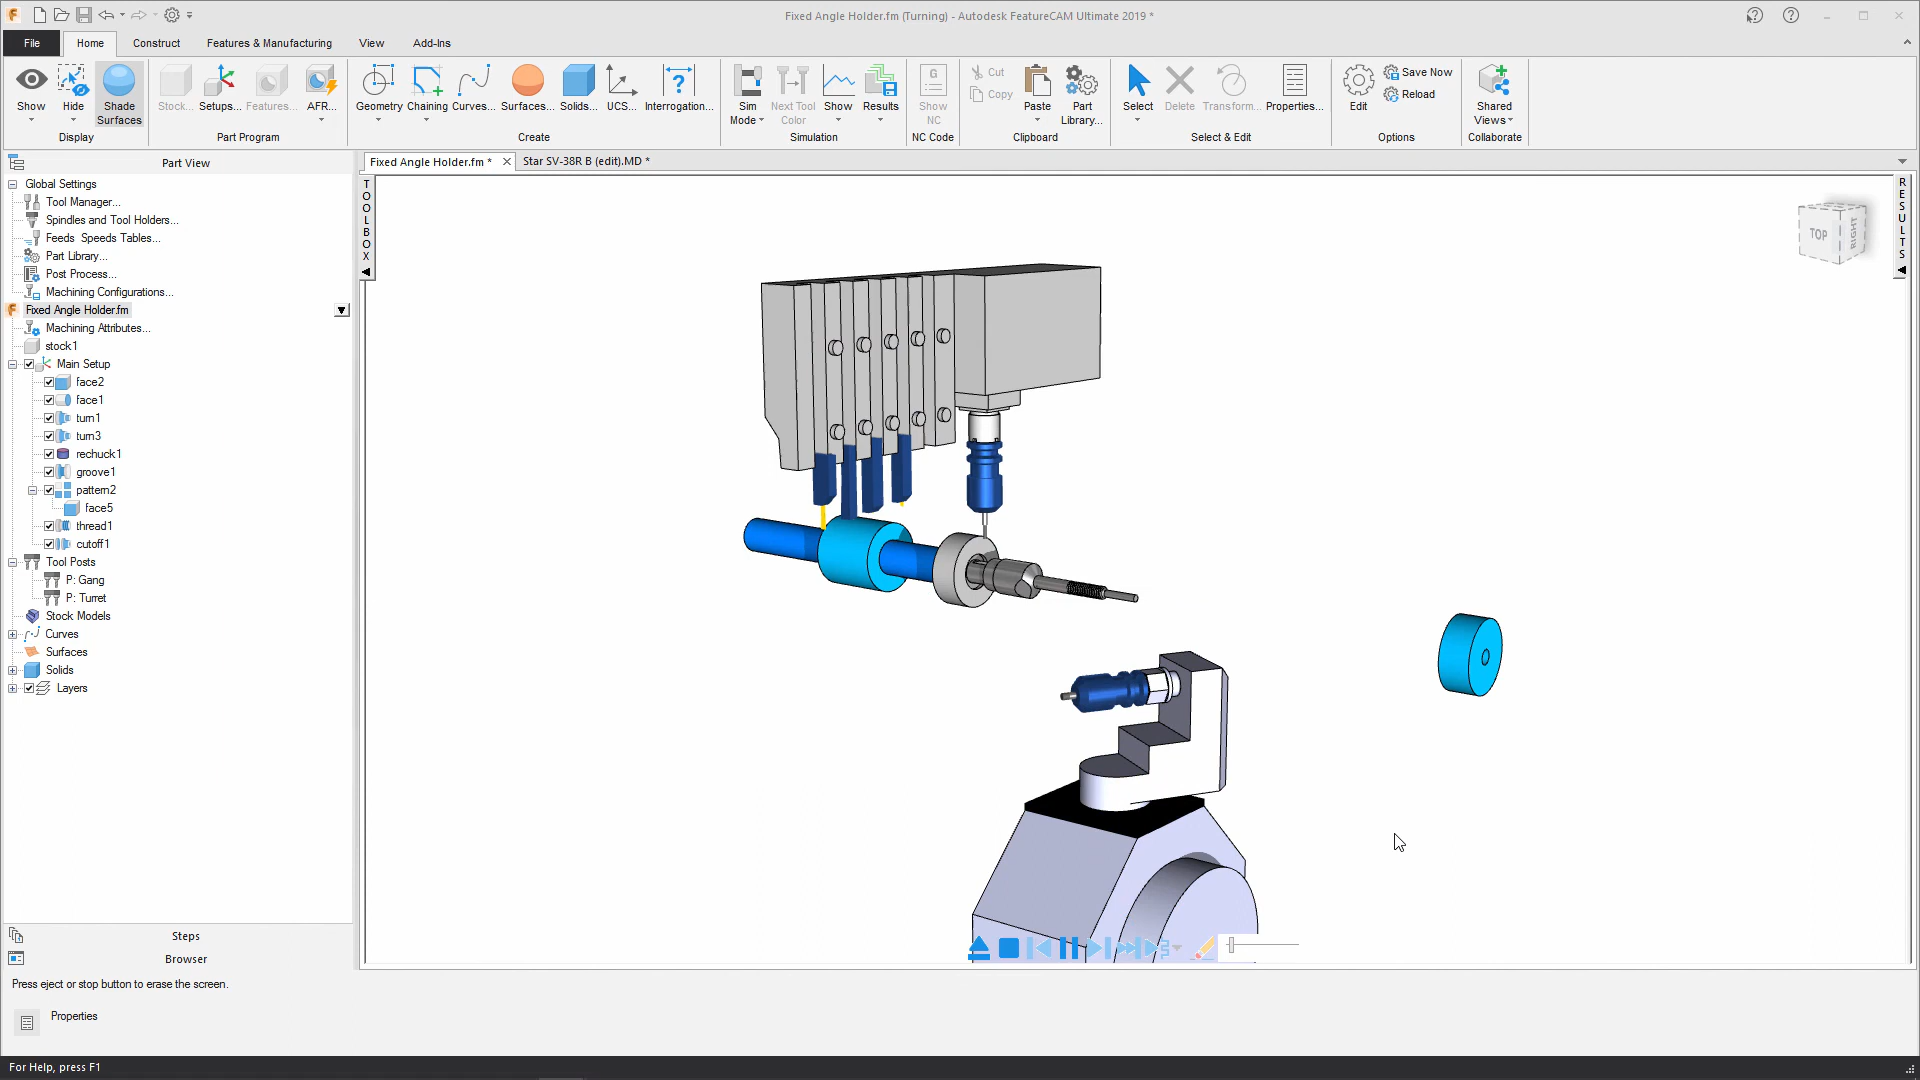 Fixed Angle Holder.fm (Turning) - Autodesk FeatureCAM Ultimate 2019 *
File
Home
Construct
Features & Manufacturing
View
Add-Ins
Show
Hide
Shade
Surfaces
Stock...
Setups...
Features...
AFR...
Geometry...
Chaining
Curves...
Surfaces...
Solids...
UCS...
Interrogation...
Sim
Mode
Next Tool
Color
Show
Results
Show
NC
Cut
Copy
Paste
Part
Library...
Select
Delete
Transform...
Properties...
Edit
Save Now
Reload
Shared
Views
Display
Part Program
Create
Simulation
NC Code
Clipboard
Select & Edit
Options
Collaborate
Part View
Fixed Angle Holder.fm *
Star SV-38R B (edit).MD *
Global Settings
Tool Manager...
Spindles and Tool Holders...
Feeds Speeds Tables...
Part Library...
Post Process...
Machining Configurations...
Fixed Angle Holder.fm
Machining Attributes...
stock1
Main Setup
face2
face1
turn1
turn3
rechuck1
groove1
pattern2
face5
thread1
cutoff1
Tool Posts
P: Gang
P: Turret
Stock Models
Curves
Surfaces
Solids
Layers
Steps
Browser
TOOLBOX
TOP
RIGHT
RESULTS
Press eject or stop button to erase the screen.
Properties
For Help, press F1